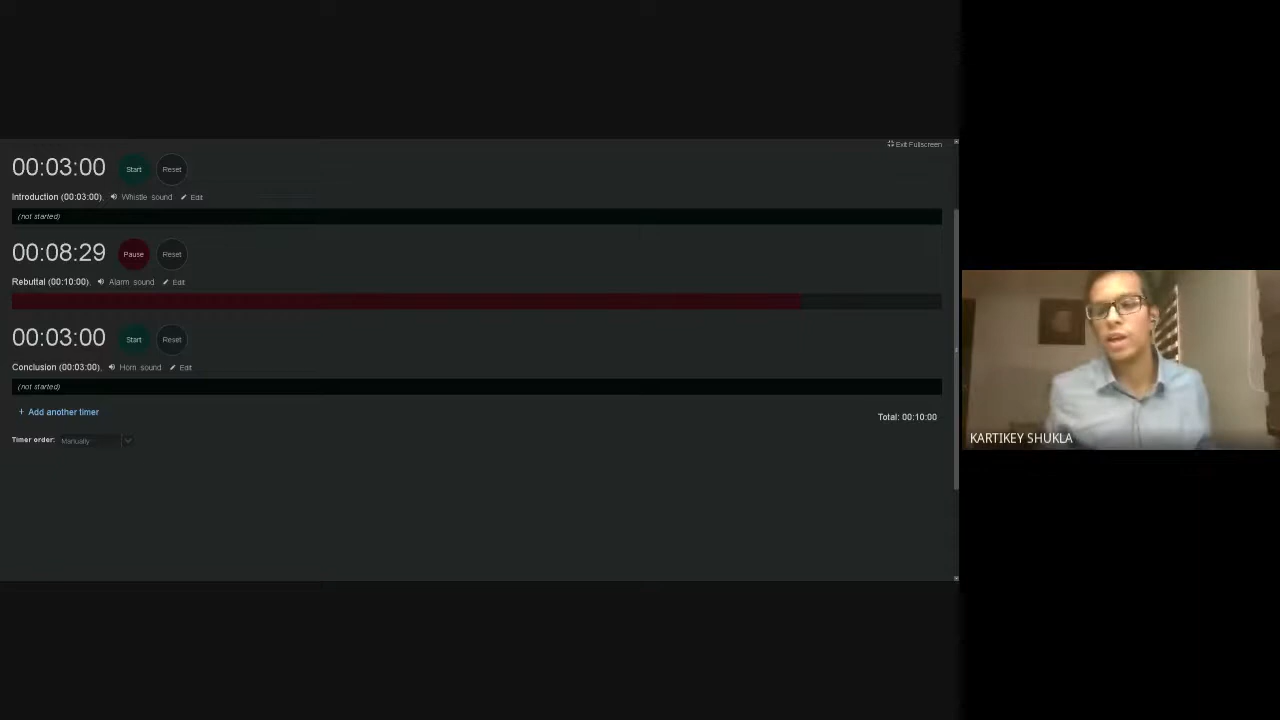 Exit Fullscreen
00:03:00 Start Reset
Introduction (00:03:00), Whistle sound Edit
(not started)
00:08:29 Pause Reset
Rebuttal (00:10:00), Alarm sound Edit
00:03:00 Start Reset
Conclusion (00:03:00), Horn sound Edit
(not started)
+ Add another timer
Total: 00:10:00
Timer order: Manually
KARTIKEY SHUKLA